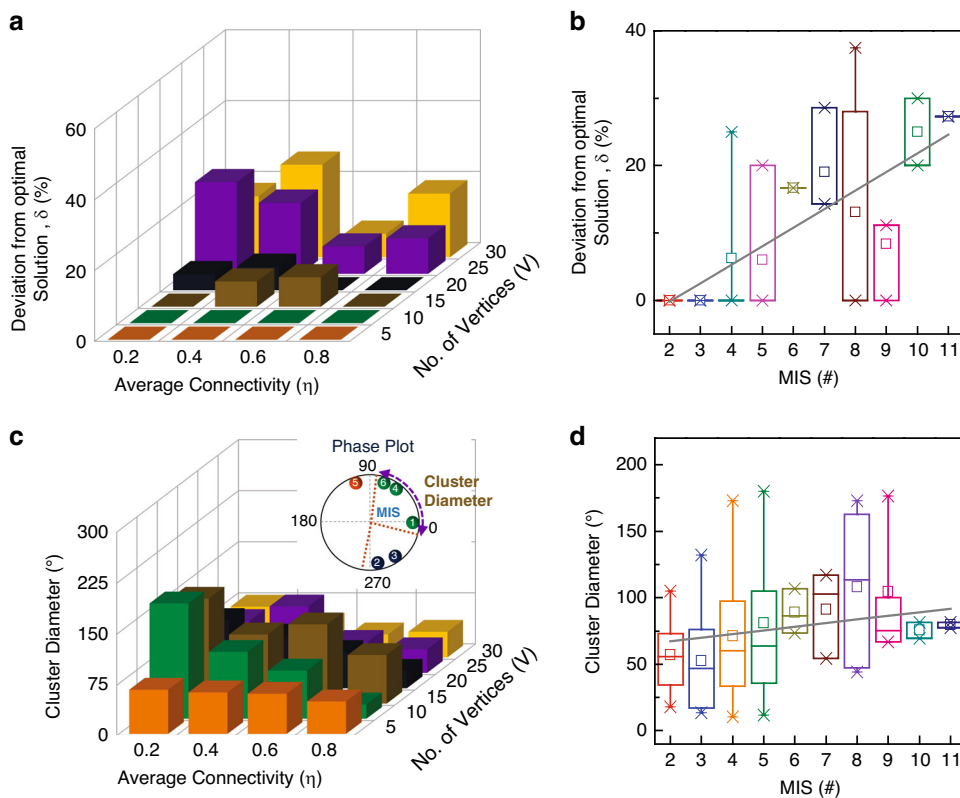 a
Deviation from optimal
Solution , δ (%)
60
40
20
0
0.2 0.4 0.6 0.8
Average Connectivity (η)
5 10 15 20 25 30
No. of Vertices (V)
b
Deviation from optimal
Solution , δ (%)
40
20
0
2 3 4 5 6 7 8 9 10 11
MIS (#)
c
Cluster Diameter (°)
300
225
150
75
0
0.2 0.4 0.6 0.8
Average Connectivity (η)
5 10 15 20 25 30
No. of Vertices (V)
Phase Plot
90
180
0
270
5 6 4 1 2 3
MIS
Cluster
Diameter
d
Cluster Diameter (°)
200
150
100
50
0
2 3 4 5 6 7 8 9 10 11
MIS (#)